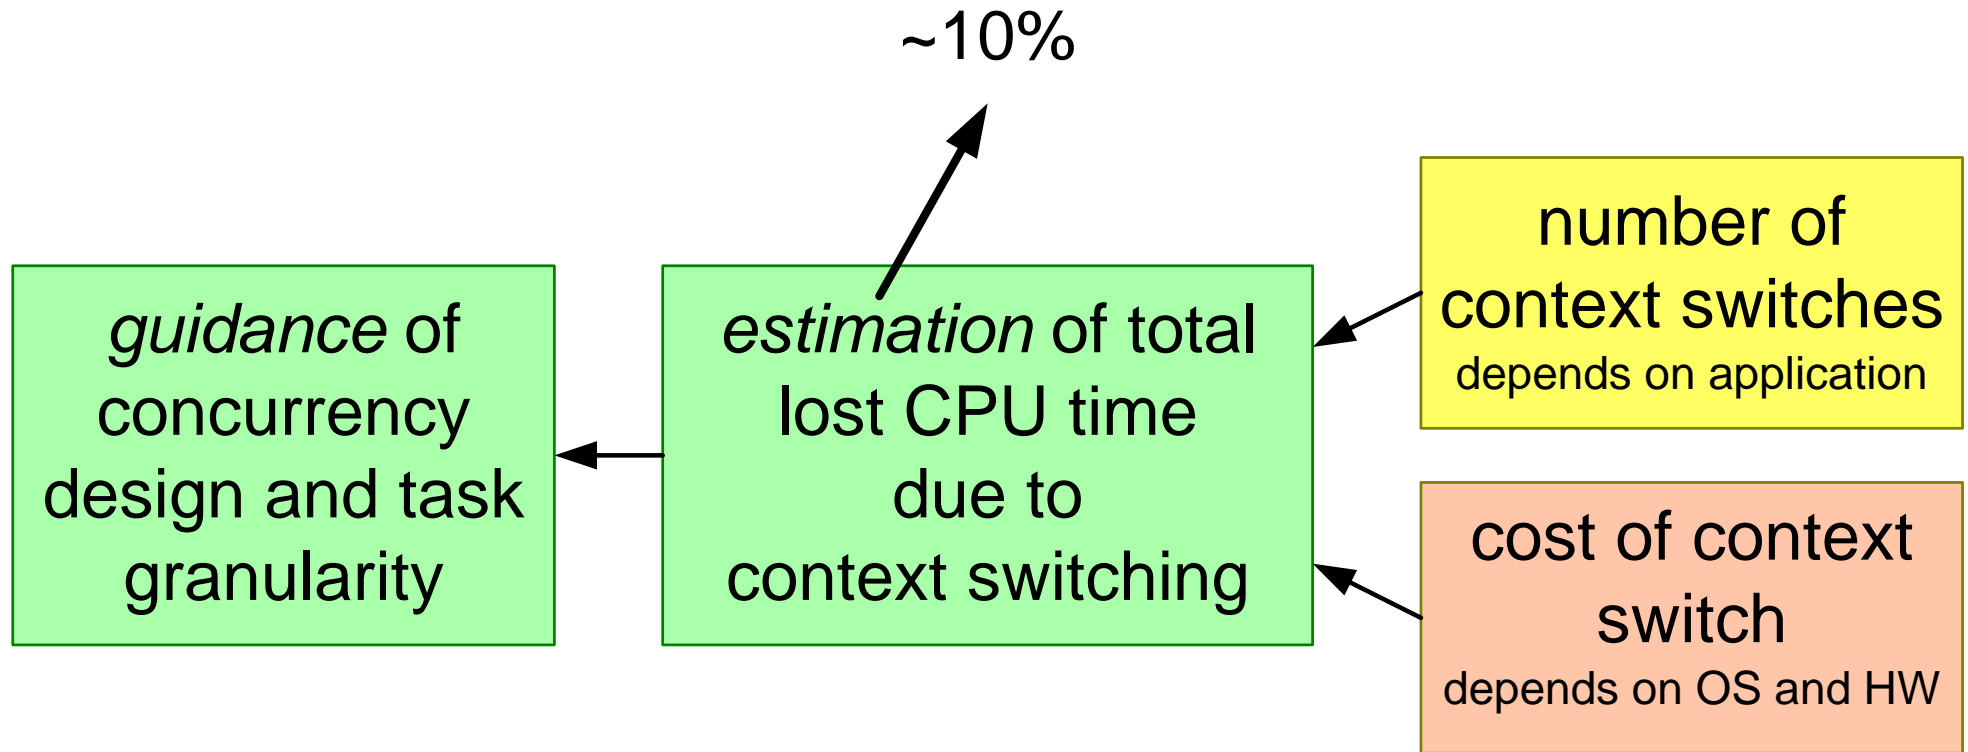 ~10%
guidance of
concurrency
design and task
granularity
estimation of total
lost CPU time
due to
context switching
number of
context switches
depends on application
cost of context
switch
depends on OS and HW